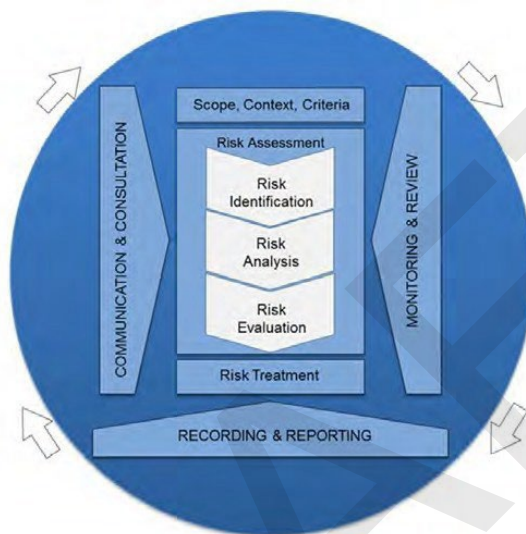 Scope, Context, Criteria
Risk Assessment
Risk
Identification
Risk
Analysis
Risk
Evaluation
Risk Treatment
COMMUNICATION & CONSULTATION
MONITORING & REVIEW
RECORDING & REPORTING